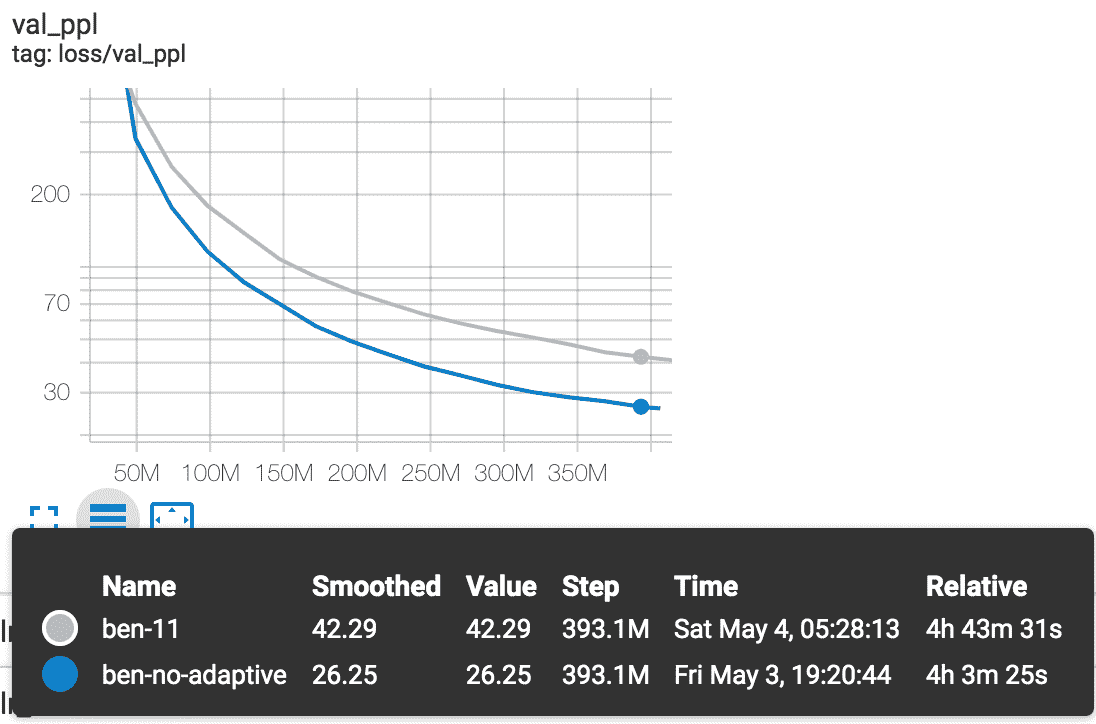 val_ppl
tag: loss/val_ppl
200
70
30
50M 100M 150M 200M 250M 300M 350M
Name Smoothed Value Step Time Relative
ben-11 42.29 42.29 393.1M Sat May 4, 05:28:13 4h 43m 31s
ben-no-adaptive 26.25 26.25 393.1M Fri May 3, 19:20:44 4h 3m 25s